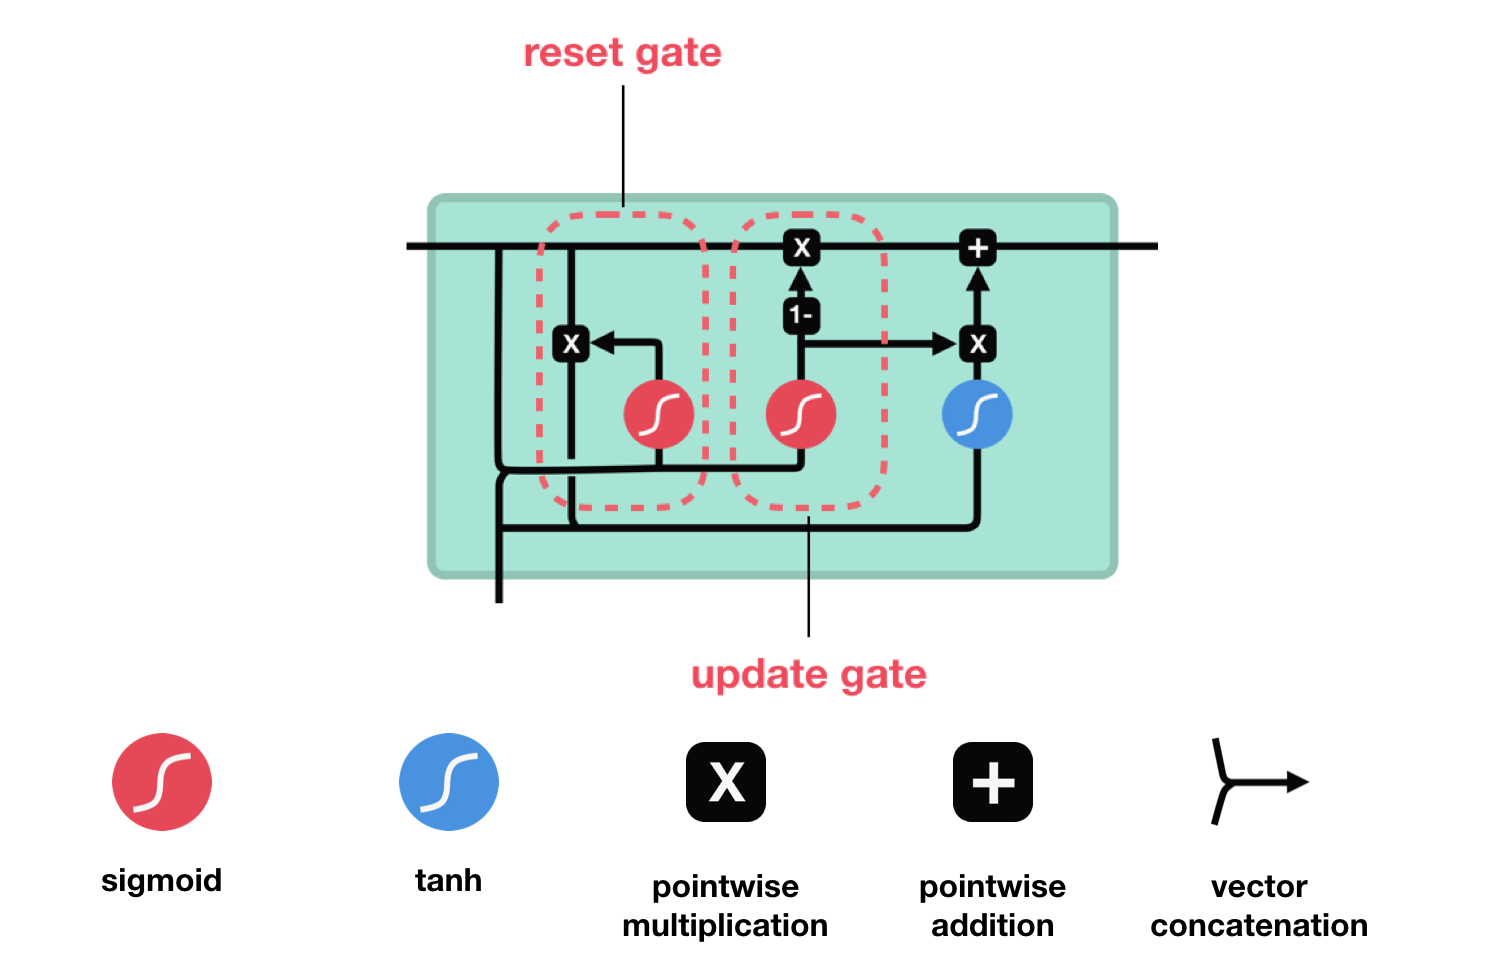 reset gate
X
+
1-
X
X
update gate
X
+
sigmoid
tanh
pointwise
multiplication
pointwise
addition
vector
concatenation